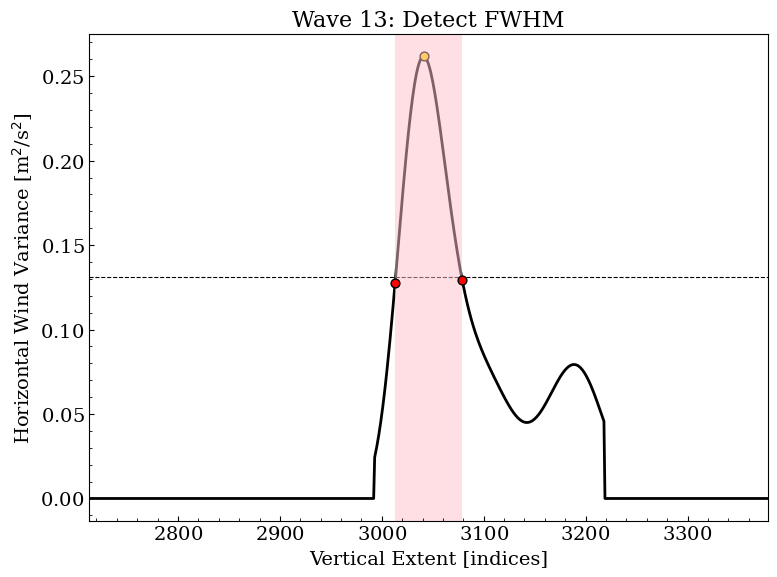 Wave 13: Detect FWHM
Horizontal Wind Variance [m²/s²]
0.25
0.20
0.15
0.10
0.05
0.00
2800 2900 3000 3100 3200 3300
Vertical Extent [indices]